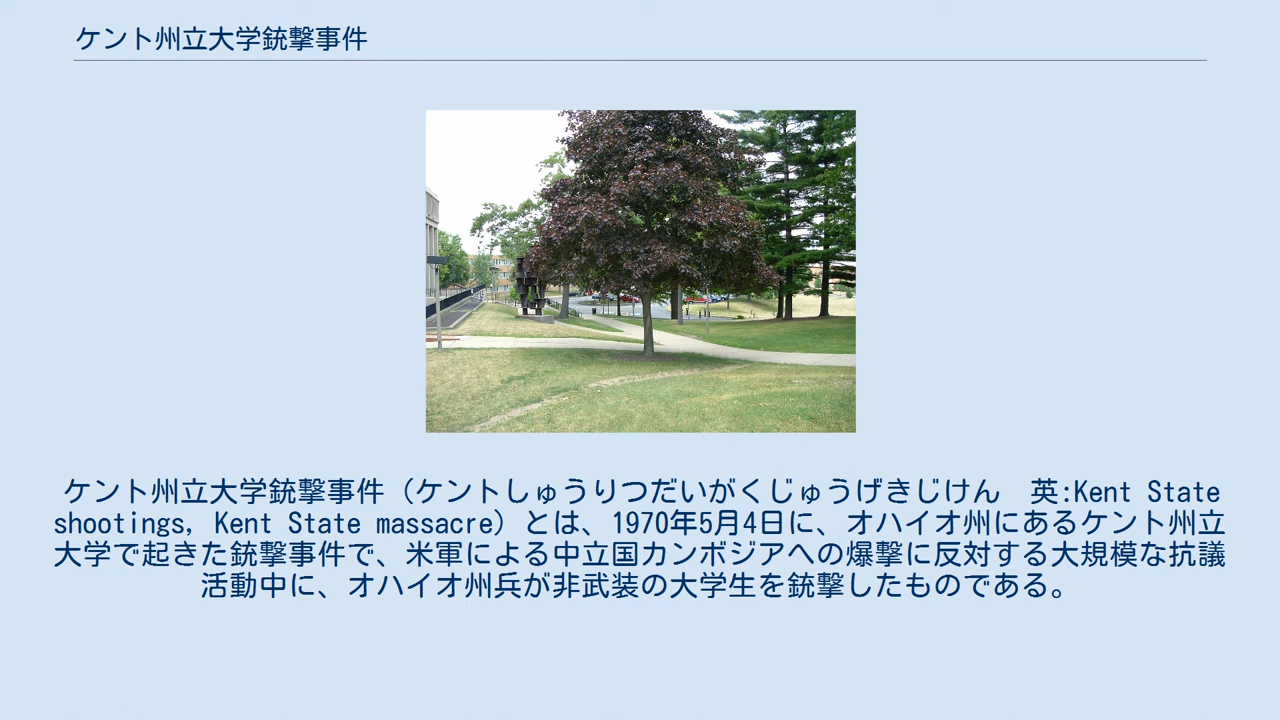 ケント州立大学銃撃事件
ケント州立大学銃撃事件（ケントしゅうりつだいがくじゅうげきじけん　英:Kent State
shootings, Kent State massacre）とは、1970年5月4日に、オハイオ州にあるケント州立
大学で起きた銃撃事件で、米軍による中立国カンボジアへの爆撃に反対する大規模な抗議
活動中に、オハイオ州兵が非武装の大学生を銃撃したものである。